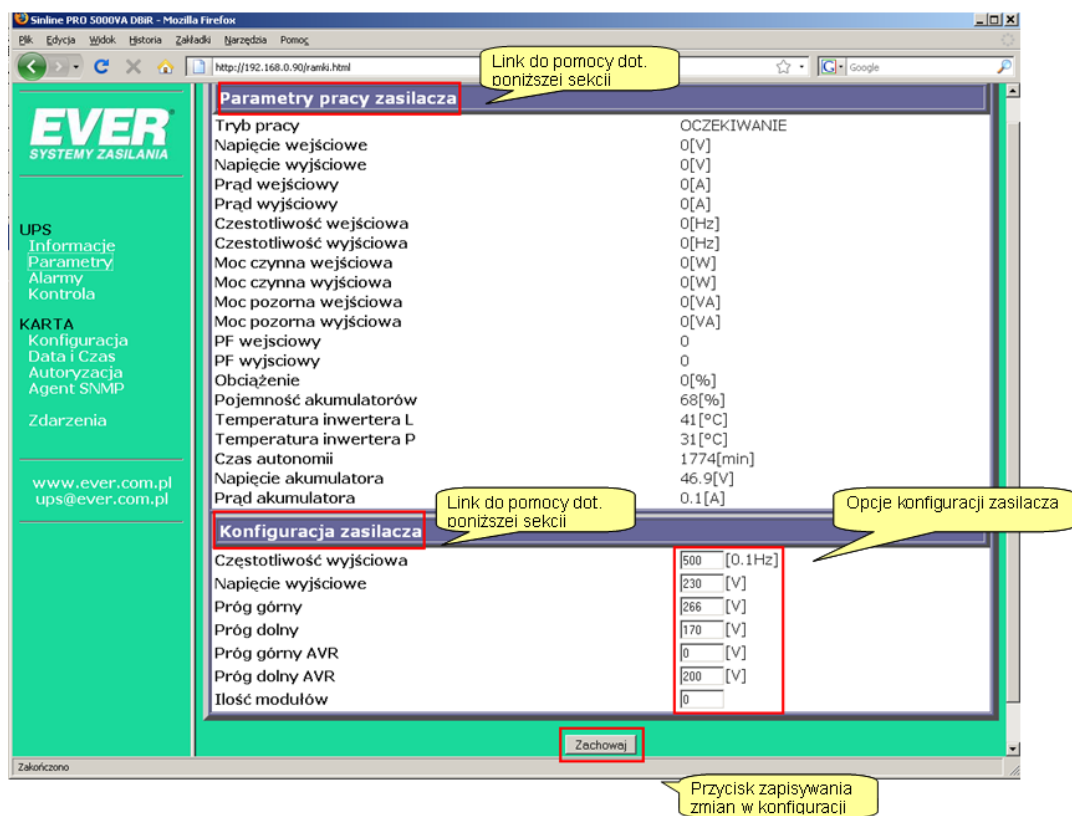 Sinline PRO 5000VA DBiR - Mozilla Firefox
Plik Edycja Widok Historia Zakładki Narzędzia Pomoc
http://192.168.0.90/ramki.html
Google
Link do pomocy dot.
poniższej sekcji
EVER
SYSTEMY ZASILANIA
UPS
Informacje
Parametry
Alarmy
Kontrola
KARTA
Konfiguracja
Data i Czas
Autoryzacja
Agent SNMP
Zdarzenia
www.ever.com.pl
ups@ever.com.pl
Parametry pracy zasilacza
Tryb pracy OCZEKIWANIE
Napięcie wejściowe 0[V]
Napięcie wyjściowe 0[V]
Prąd wejściowy 0[A]
Prąd wyjściowy 0[A]
Czestotliwość wejściowa 0[Hz]
Czestotliwość wyjściowa 0[Hz]
Moc czynna wejściowa 0[W]
Moc czynna wyjściowa 0[W]
Moc pozorna wejściowa 0[VA]
Moc pozorna wyjściowa 0[VA]
PF wejsciowy 0
PF wyjsciowy 0
Obciążenie 0[%]
Pojemność akumulatorów 68[%]
Temperatura inwertera L 41[°C]
Temperatura inwertera P 31[°C]
Czas autonomii 1774[min]
Napięcie akumulatora 46.9[V]
Prąd akumulatora 0.1[A]
Link do pomocy dot.
poniższej sekcji
Opcje konfiguracji zasilacza
Konfiguracja zasilacza
Częstotliwość wyjściowa 500 [0.1Hz]
Napięcie wyjściowe 230 [V]
Próg górny 266 [V]
Próg dolny 170 [V]
Próg górny AVR 0 [V]
Próg dolny AVR 200 [V]
Ilość modułów 0
Zachowaj
Zakończono
Przycisk zapisywania
zmian w konfiguracji